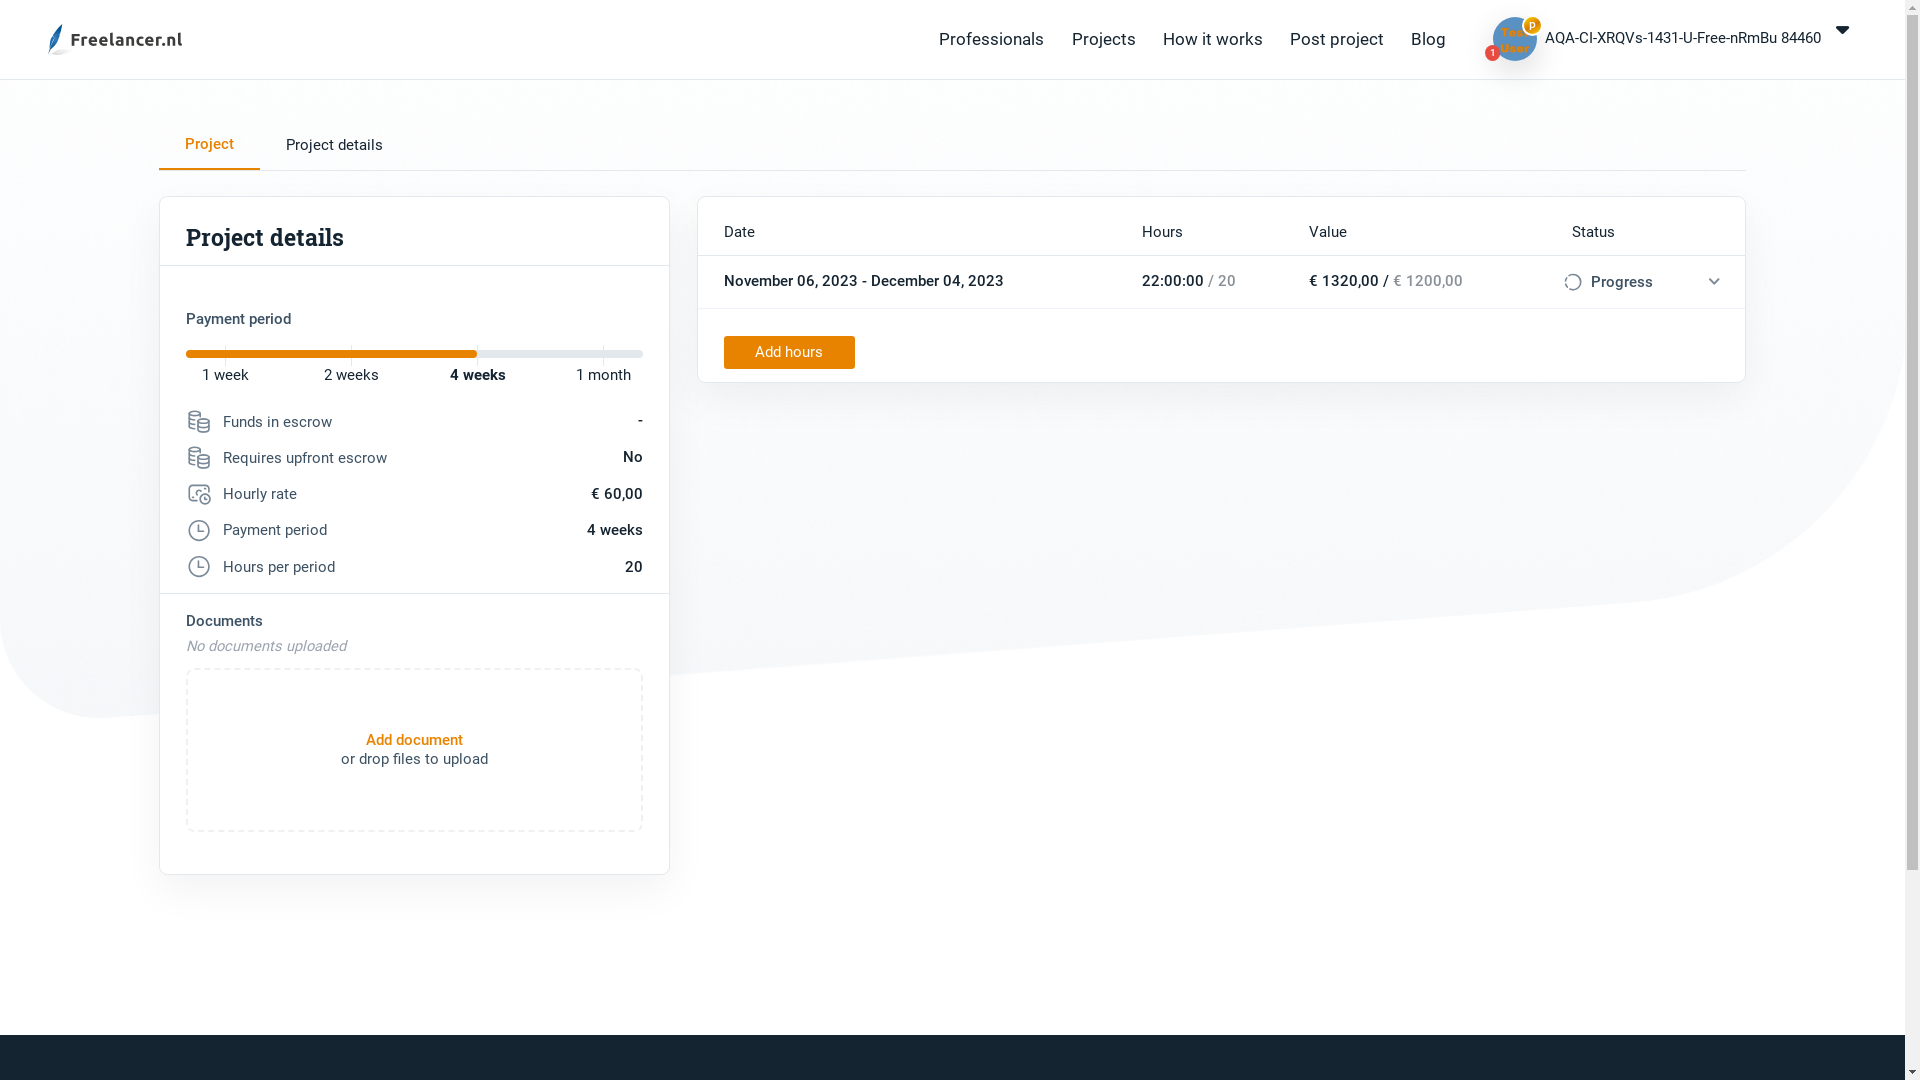 Freelancer.nl
Professionals
Projects
How it works
Post project
Blog
Test
User
P
1
AQA-CI-XRQVs-1431-U-Free-nRmBu 84460
Project
Project details
Project details
Payment period
1 week
2 weeks
4 weeks
1 month
Funds in escrow -
Requires upfront escrow No
Hourly rate € 60,00
Payment period 4 weeks
Hours per period 20
Documents
No documents uploaded
Add document
or drop files to upload
Date Hours Value Status
November 06, 2023 - December 04, 2023 22:00:00 / 20 € 1320,00 / € 1200,00 Progress
Add hours